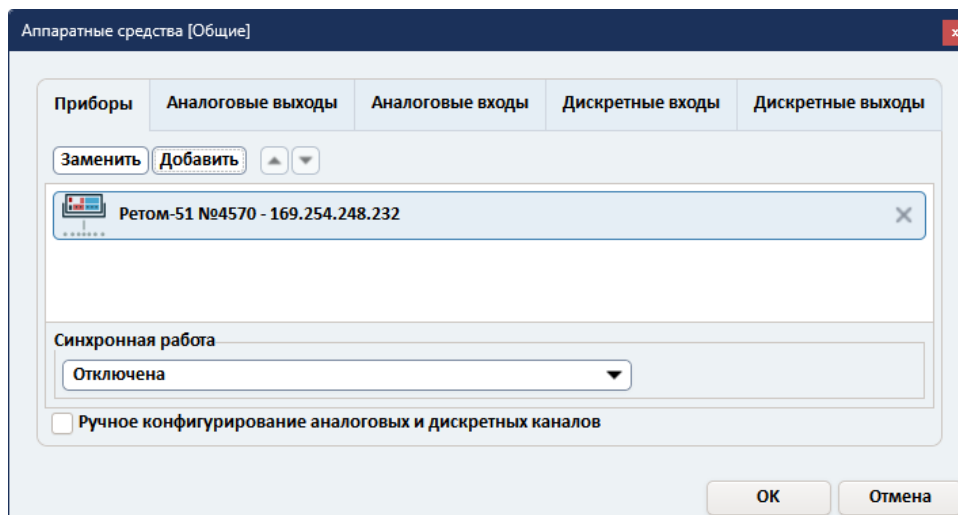 Аппаратные средства [Общие]
x
Приборы Аналоговые выходы Аналоговые входы Дискретные входы Дискретные выходы
Заменить Добавить
Ретом-51 №4570 - 169.254.248.232
Синхронная работа
Отключена
Ручное конфигурирование аналоговых и дискретных каналов
ОК Отмена